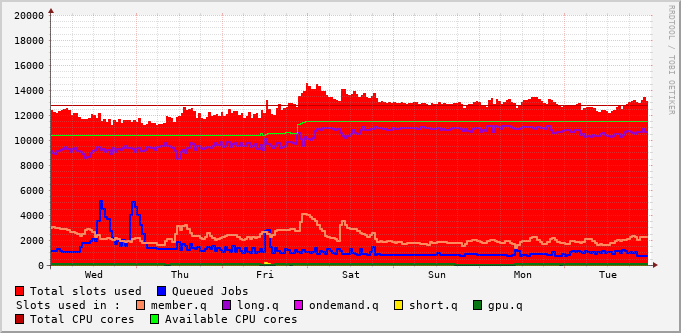 20000
18000
16000
14000
12000
10000
8000
6000
4000
2000
0
Wed Thu Fri Sat Sun Mon Tue
Total slots used Queued Jobs
Slots used in : member.q long.q ondemand.q short.q gpu.q
Total CPU cores Available CPU cores
RRDTOOL / TOBI OETIKER